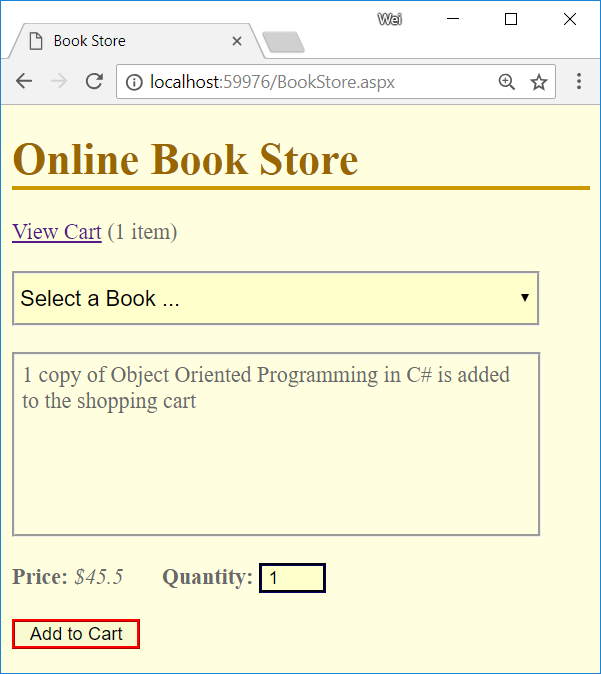 Wei
Book Store
localhost:59976/BookStore.aspx
Online Book Store
View Cart (1 item)
Select a Book ...
1 copy of Object Oriented Programming in C# is added
to the shopping cart
Price: $45.5 Quantity: 1
Add to Cart